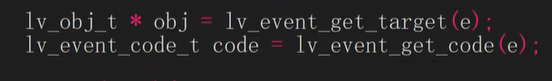 lv_obj_t * obj = lv_event_get_target(e);
lv_event_code_t code = lv_event_get_code(e);